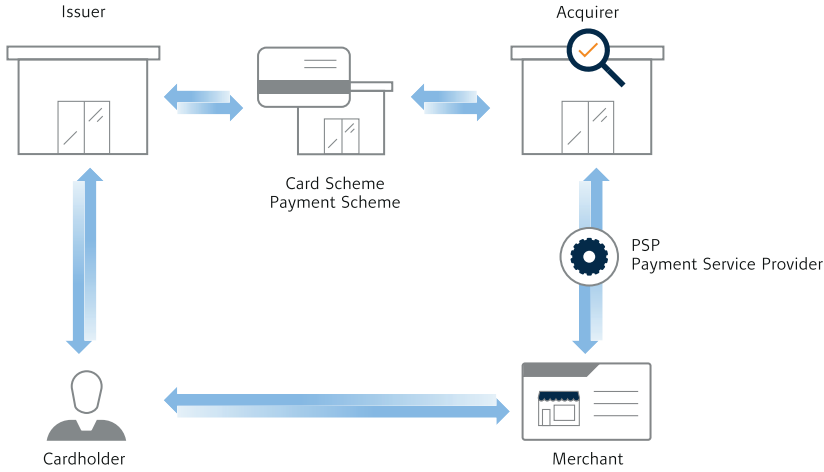 Issuer
Acquirer
Card Scheme
Payment Scheme
PSP
Payment Service Provider
Cardholder
Merchant